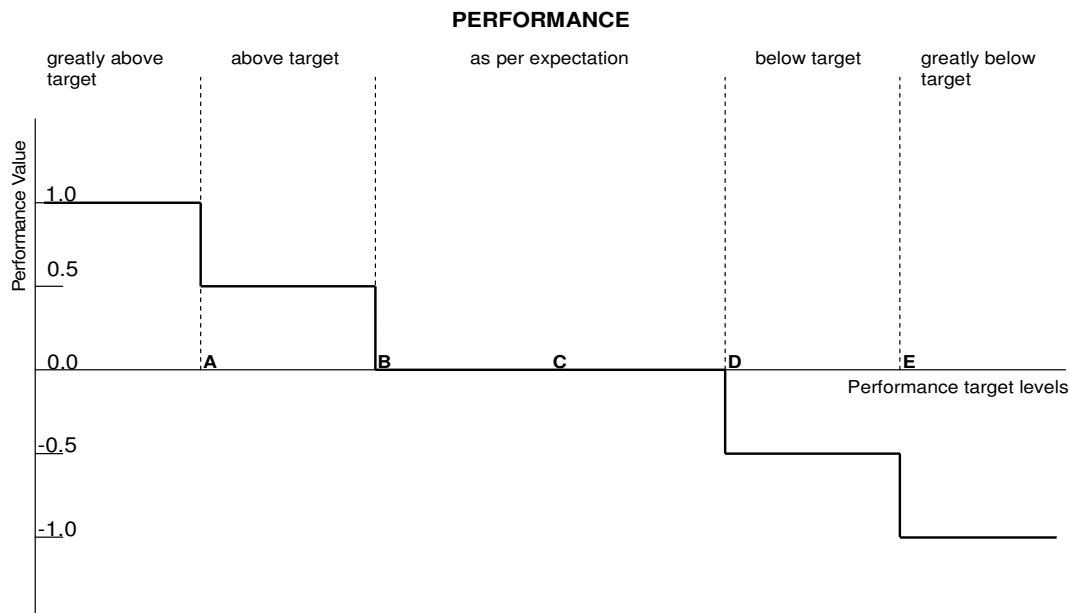 PERFORMANCE
greatly above
target
above target
as per expectation
below target
greatly below
target
Performance Value
1.0
0.5
0.0
-0.5
-1.0
A
B
C
D
E
Performance target levels